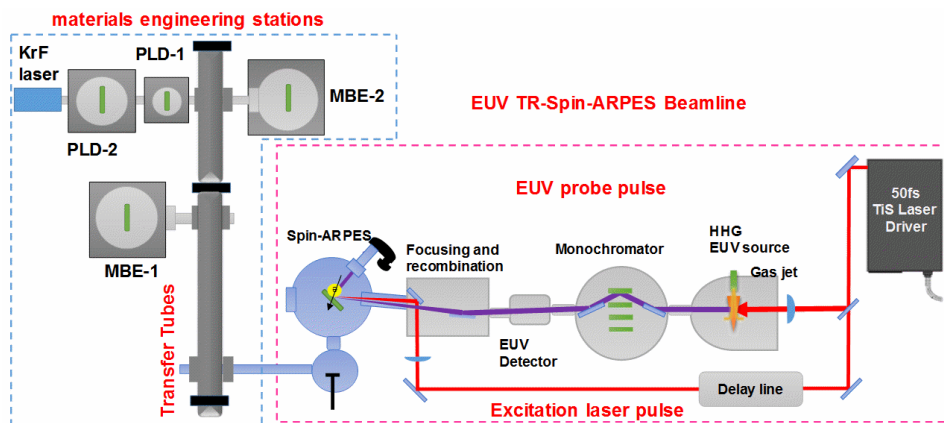 materials engineering stations
KrF
laser
PLD-1
PLD-2
MBE-2
MBE-1
Transfer Tubes
EUV TR-Spin-ARPES Beamline
EUV probe pulse
50fs
TiS Laser
Driver
Spin-ARPES
Focusing and
recombination
Monochromator
HHG
EUV source
Gas jet
EUV
Detector
Delay line
Excitation laser pulse